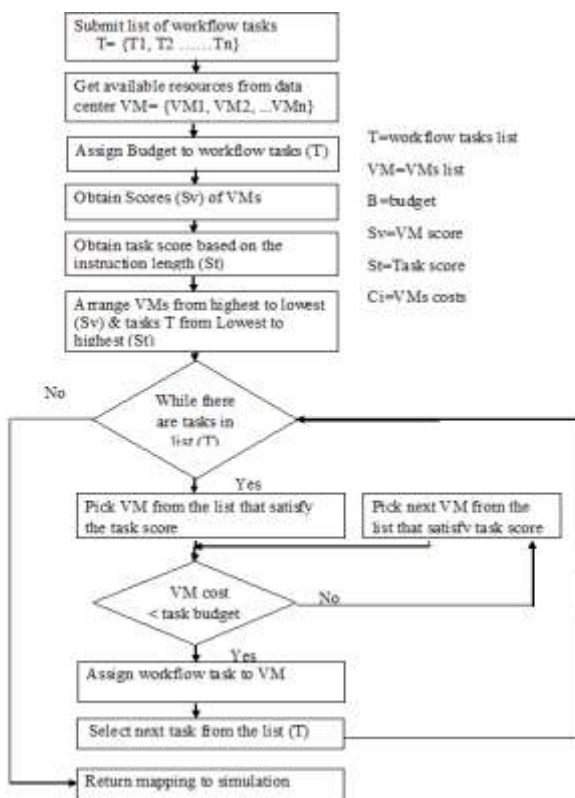 Submit list of workflow tasks
T= {T1, T2 .......Tn}
Get available resources from data
center VM= {VM1, VM2, ...VMn}
Assign Budget to workflow tasks (T)
Obtain Scores (Sv) of VMs
Obtain task score based on the
instruction length (St)
Arrange VMs from highest to lowest
(Sv) & tasks T from Lowest to
highest (St)
T=workflow tasks list
VM=VMs list
B=budget
Sv=VM score
St=Task score
Ci=VMs costs
No
While there
are tasks in
list (T)
Yes
Pick VM from the list that satisfy
the task score
Pick next VM from the
list that satisfy task score
VM cost
< task budget
No
Yes
Assign workflow task to VM
Select next task from the list (T)
Return mapping to simulation